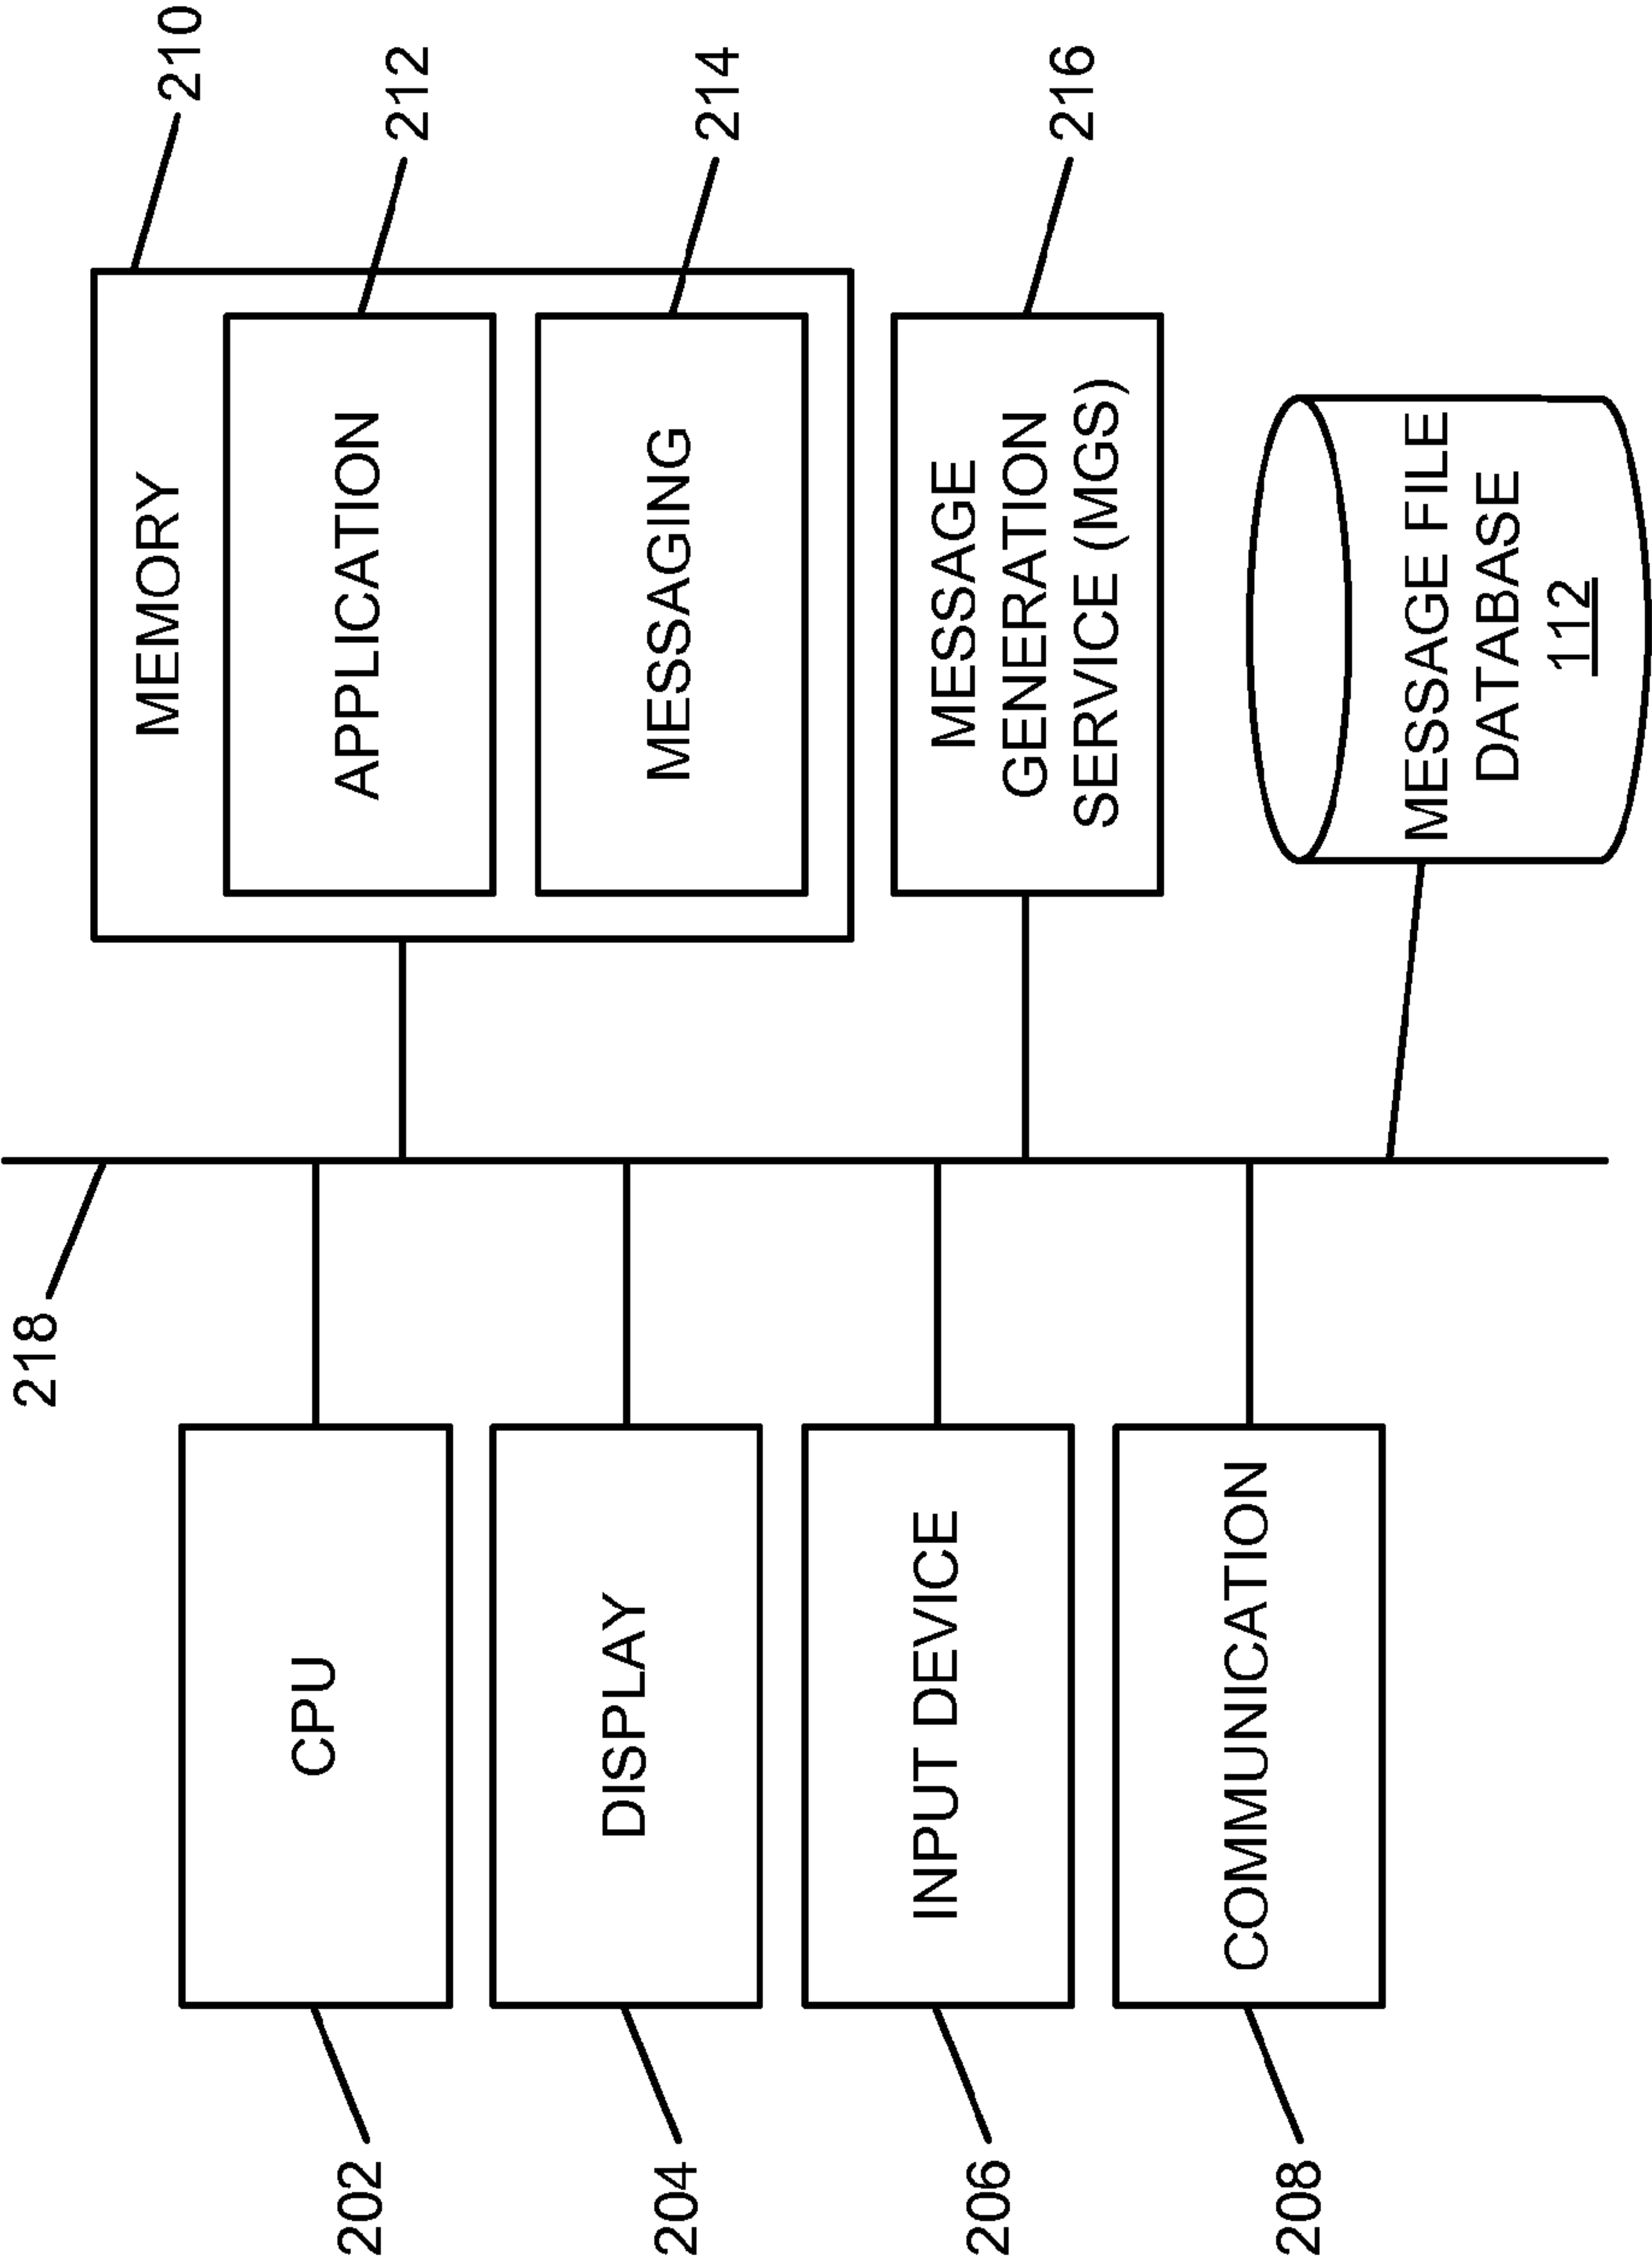 218
202
CPU
204
DISPLAY
206
INPUT DEVICE
208
COMMUNICATION
MEMORY
210
APPLICATION
212
MESSAGING
214
MESSAGE
GENERATION
SERVICE (MGS)
216
MESSAGE FILE
DATABASE
112